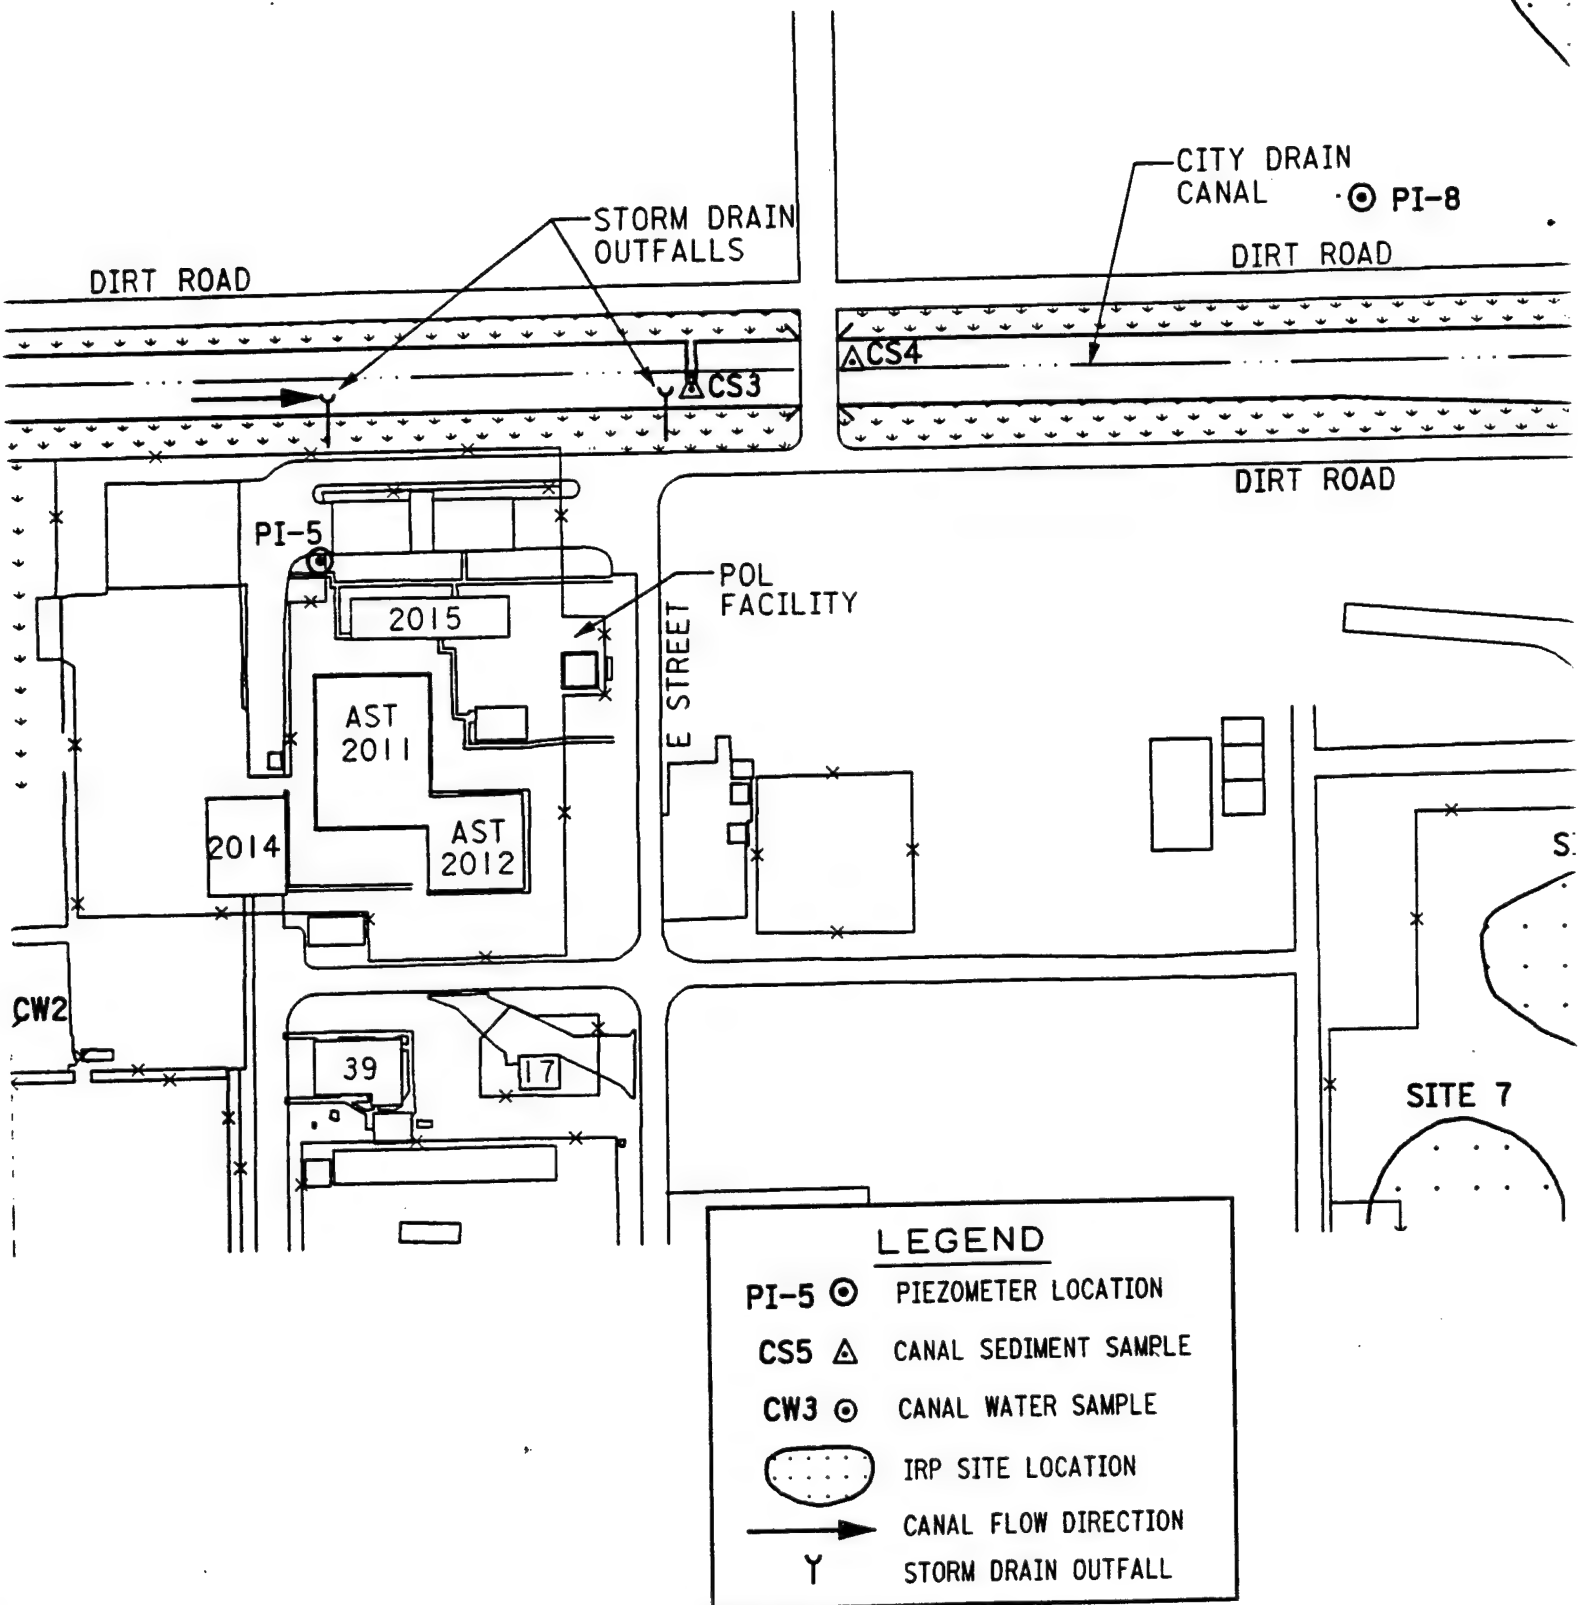 CITY DRAIN
CANAL
PI-8
STORM DRAIN
OUTFALLS
DIRT ROAD
DIRT ROAD
CS4
CS3
DIRT ROAD
PI-5
POL
FACILITY
2015
E STREET
AST
2011
AST
2012
2014
CW2
39
17
SITE 7
LEGEND
PI-5 PIEZOMETER LOCATION
CS5 CANAL SEDIMENT SAMPLE
CW3 CANAL WATER SAMPLE
IRP SITE LOCATION
CANAL FLOW DIRECTION
STORM DRAIN OUTFALL